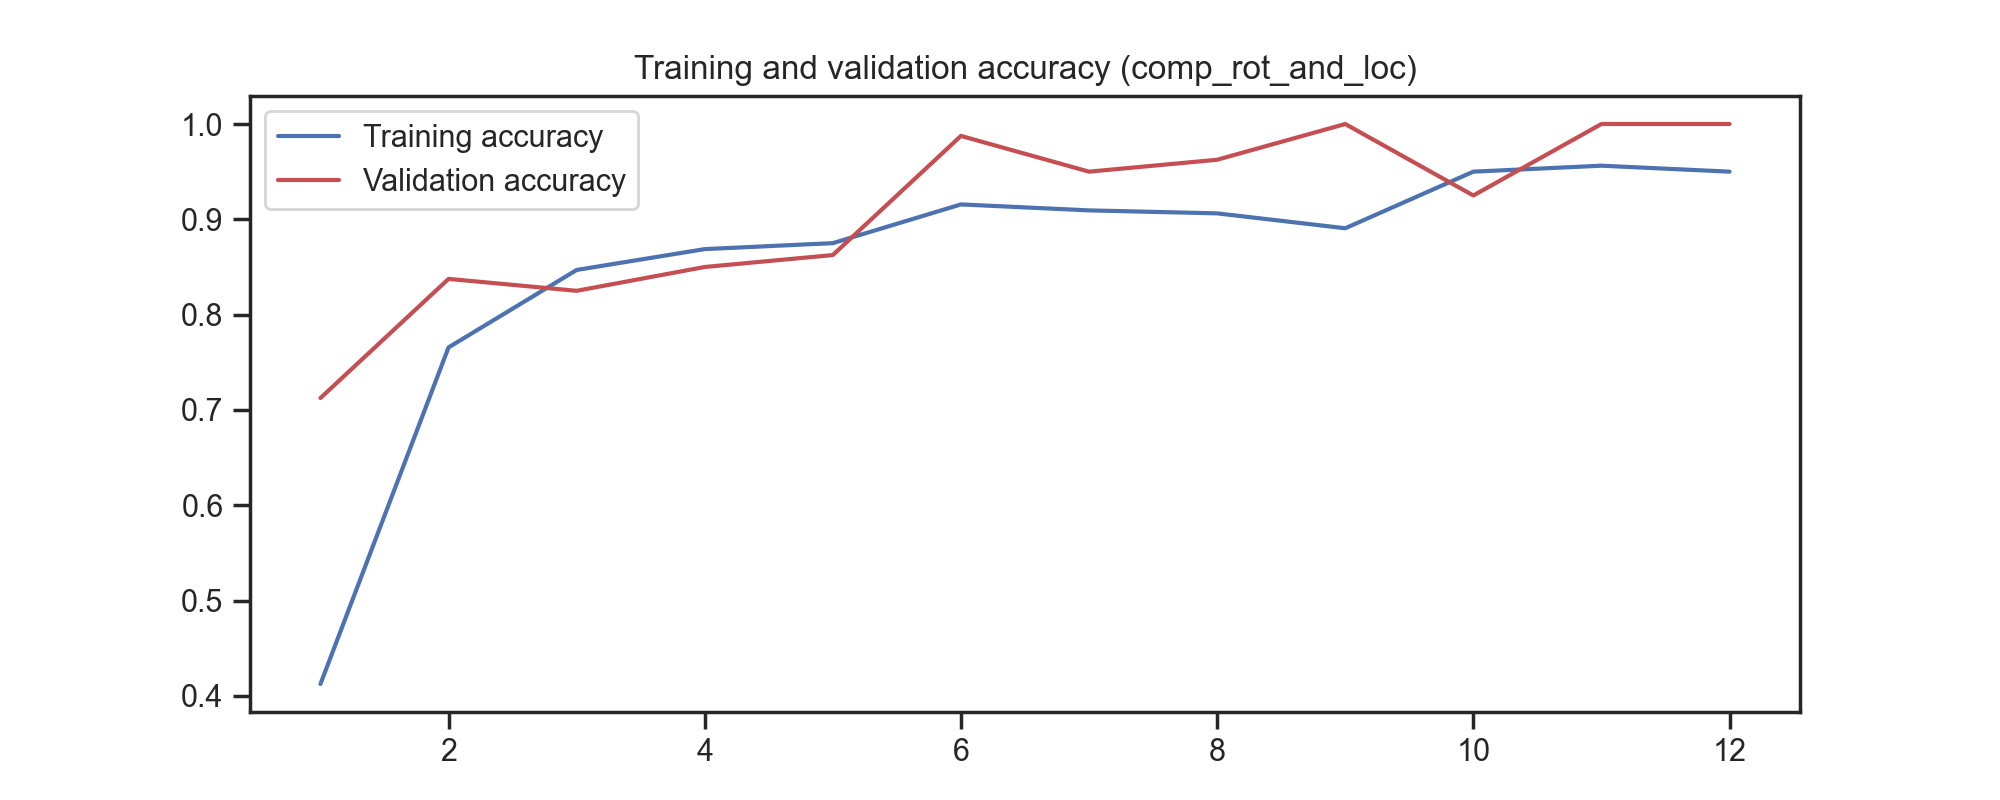 Training and validation accuracy (comp_rot_and_loc)
Training accuracy
Validation accuracy
1.0
0.9
0.8
0.7
0.6
0.5
0.4
2 4 6 8 10 12